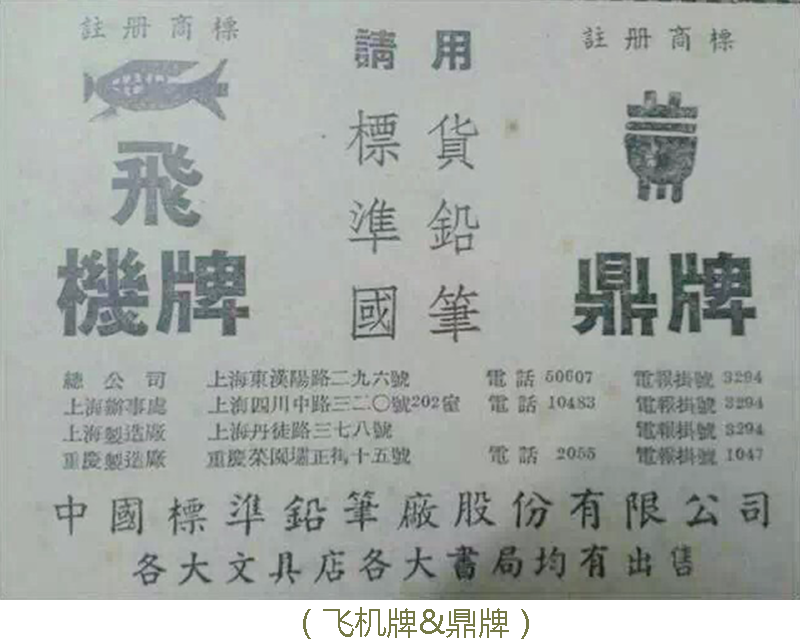 註册商標
請用
註册商標
飛
機牌
標準國
貨鉛筆
鼎牌
總公司 上海東漢陽路二九六號 電話 50607 電報掛號 3294
上海辦事處 上海四川中路三二〇號202室 電話 10483 電報掛號 3294
上海製造廠 上海丹徒路三七八號 電報掛號 3294
重慶製造廠 重慶菜園壩正街十五號 電話 2055 電報掛號 1047
中國標準鉛筆廠股份有限公司
各大文具店各大書局均有出售
（飞机牌&鼎牌）